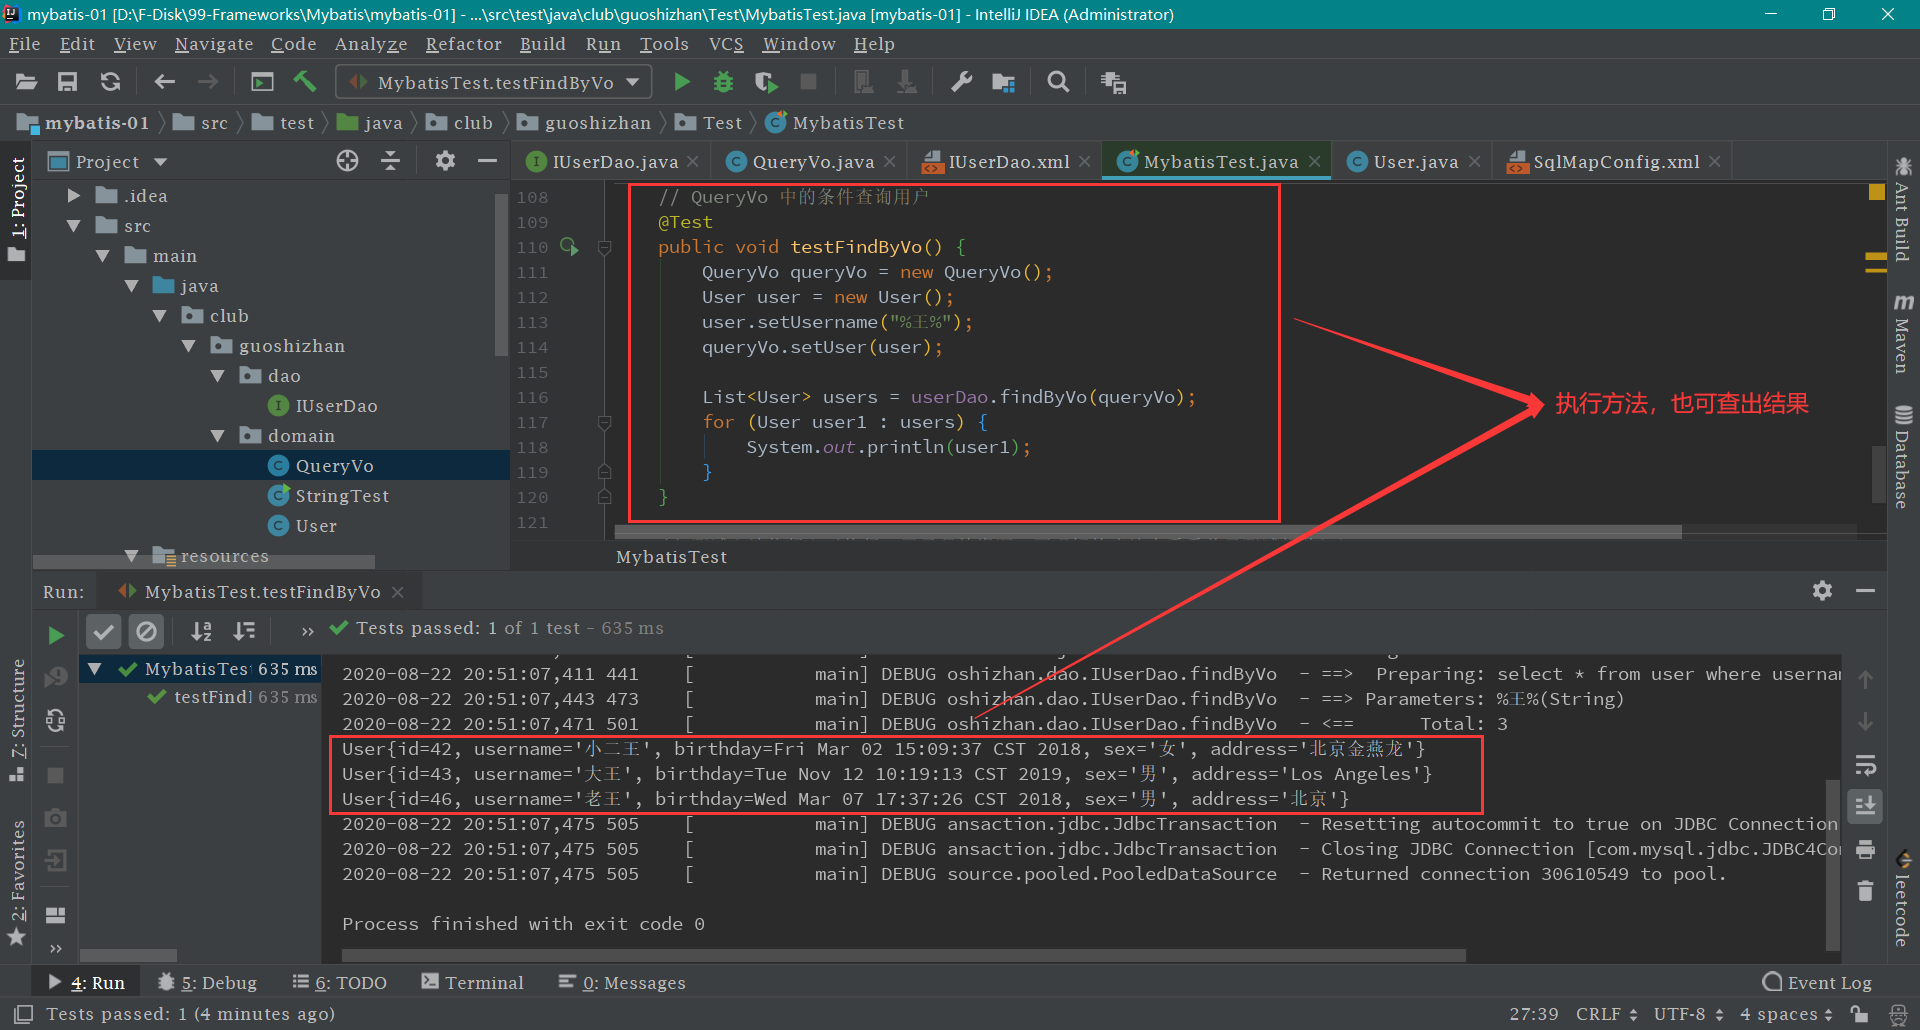 mybatis-01 [D:\F-Disk\99-Frameworks\Mybatis\mybatis-01] - ...\src\test\java\club\guoshizhan\Test\MybatisTest.java [mybatis-01] - IntelliJ IDEA (Administrator)
File Edit View Navigate Code Analyze Refactor Build Run Tools VCS Window Help
MybatisTest.testFindByVo
mybatis-01 src test java club guoshizhan Test MybatisTest
Project
IUserDao.java QueryVo.java IUserDao.xml MybatisTest.java User.java SqlMapConfig.xml
1: Project
.idea
src
main
java
club
guoshizhan
dao
IUserDao
domain
QueryVo
StringTest
User
resources
108 // QueryVo 中的条件查询用户
109 @Test
110 public void testFindByVo() {
111 QueryVo queryVo = new QueryVo();
112 User user = new User();
113 user.setUsername("%王%");
114 queryVo.setUser(user);
115
116 List<User> users = userDao.findByVo(queryVo);
117 for (User user1 : users) {
118 System.out.println(user1);
119 }
120 }
121
MybatisTest
执行方法，也可查出结果
Ant Build
Maven
Database
leetcode
Run: MybatisTest.testFindByVo
Tests passed: 1 of 1 test - 635 ms
MybatisTes 635 ms
testFind 635 ms
2020-08-22 20:51:07,411 441 [ main] DEBUG oshizhan.dao.IUserDao.findByVo - ==> Preparing: select * from user where usernam
2020-08-22 20:51:07,443 473 [ main] DEBUG oshizhan.dao.IUserDao.findByVo - ==> Parameters: %王%(String)
2020-08-22 20:51:07,471 501 [ main] DEBUG oshizhan.dao.IUserDao.findByVo - <== Total: 3
User{id=42, username='小二王', birthday=Fri Mar 02 15:09:37 CST 2018, sex='女', address='北京金燕龙'}
User{id=43, username='大王', birthday=Tue Nov 12 10:19:13 CST 2019, sex='男', address='Los Angeles'}
User{id=46, username='老王', birthday=Wed Mar 07 17:37:26 CST 2018, sex='男', address='北京'}
2020-08-22 20:51:07,475 505 [ main] DEBUG ansaction.jdbc.JdbcTransaction - Resetting autocommit to true on JDBC Connection
2020-08-22 20:51:07,475 505 [ main] DEBUG ansaction.jdbc.JdbcTransaction - Closing JDBC Connection [com.mysql.jdbc.JDBC4Co
2020-08-22 20:51:07,475 505 [ main] DEBUG source.pooled.PooledDataSource - Returned connection 30610549 to pool.
Process finished with exit code 0
Z: Structure
2: Favorites
4: Run 5: Debug 6: TODO Terminal 0: Messages Event Log
Tests passed: 1 (4 minutes ago) 27:39 CRLF UTF-8 4 spaces